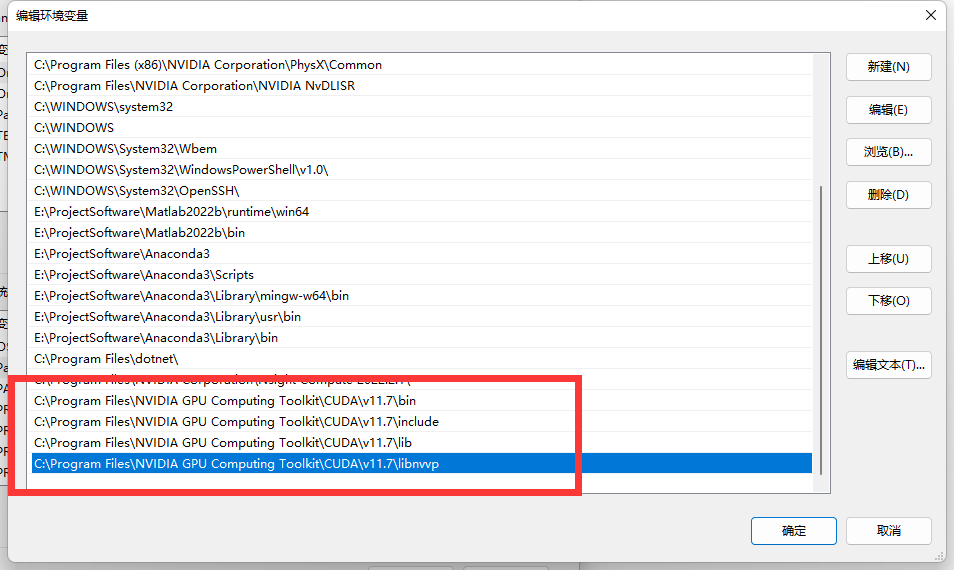 编辑环境变量
C:\Program Files (x86)\NVIDIA Corporation\PhysX\Common
C:\Program Files\NVIDIA Corporation\NVIDIA NvDLISR
C:\WINDOWS\system32
C:\WINDOWS
C:\WINDOWS\System32\Wbem
C:\WINDOWS\System32\WindowsPowerShell\v1.0\
C:\WINDOWS\System32\OpenSSH\
E:\ProjectSoftware\Matlab2022b\runtime\win64
E:\ProjectSoftware\Matlab2022b\bin
E:\ProjectSoftware\Anaconda3
E:\ProjectSoftware\Anaconda3\Scripts
E:\ProjectSoftware\Anaconda3\Library\mingw-w64\bin
E:\ProjectSoftware\Anaconda3\Library\usr\bin
E:\ProjectSoftware\Anaconda3\Library\bin
C:\Program Files\dotnet\
C:\Program Files\NVIDIA Corporation\Nsight Compute 2022.2.1\
C:\Program Files\NVIDIA GPU Computing Toolkit\CUDA\v11.7\bin
C:\Program Files\NVIDIA GPU Computing Toolkit\CUDA\v11.7\include
C:\Program Files\NVIDIA GPU Computing Toolkit\CUDA\v11.7\lib
C:\Program Files\NVIDIA GPU Computing Toolkit\CUDA\v11.7\libnvvp
新建(N)
编辑(E)
浏览(B)...
删除(D)
上移(U)
下移(O)
编辑文本(T)...
确定
取消